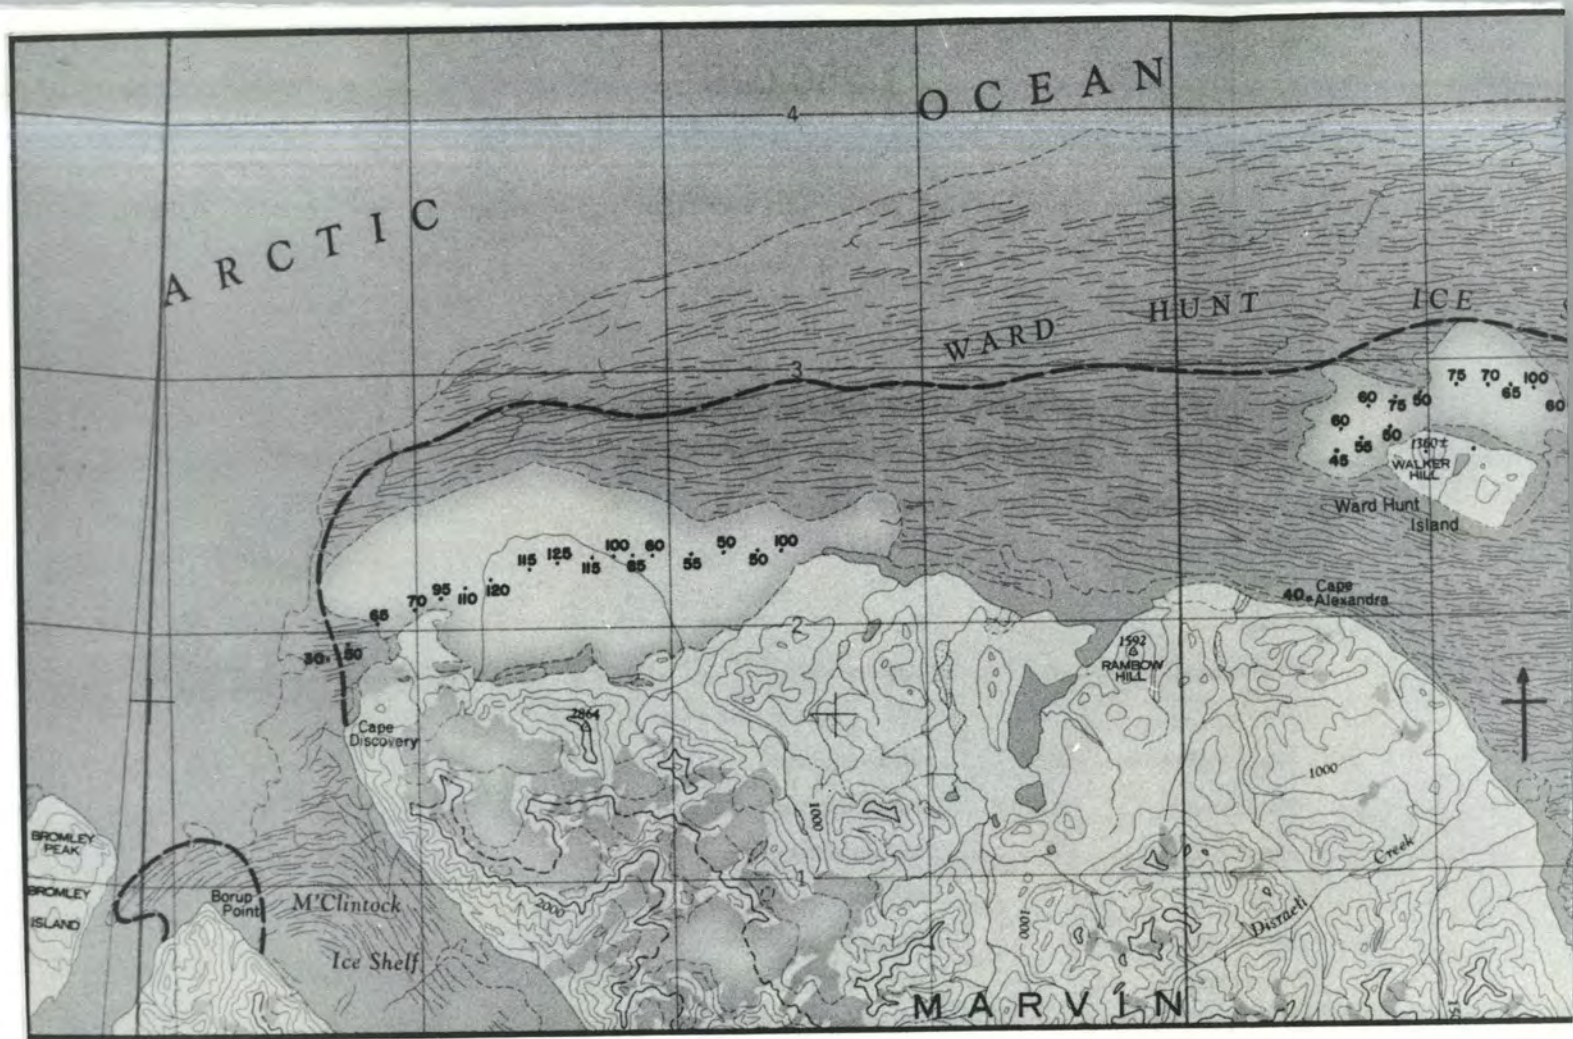 OCEAN
4
ARCTIC
WARD HUNT ICE
3
75 70 65 100 60
60 75 50
60
50
45 55
1360±
WALKER
HILL
Ward Hunt
Island
115 125 115 100 85 60 55 50 50 100
65 70 95 110 120
2
40 Cape
Alexandra
30 50
1592
RAMBOW
HILL
Cape
Discovery
2864
1000
1000
BROMLEY
PEAK
BROMLEY
ISLAND
Borup
Point
M'Clintock
Ice Shelf
1
2000
1000
Disraeli Creek
MARVIN